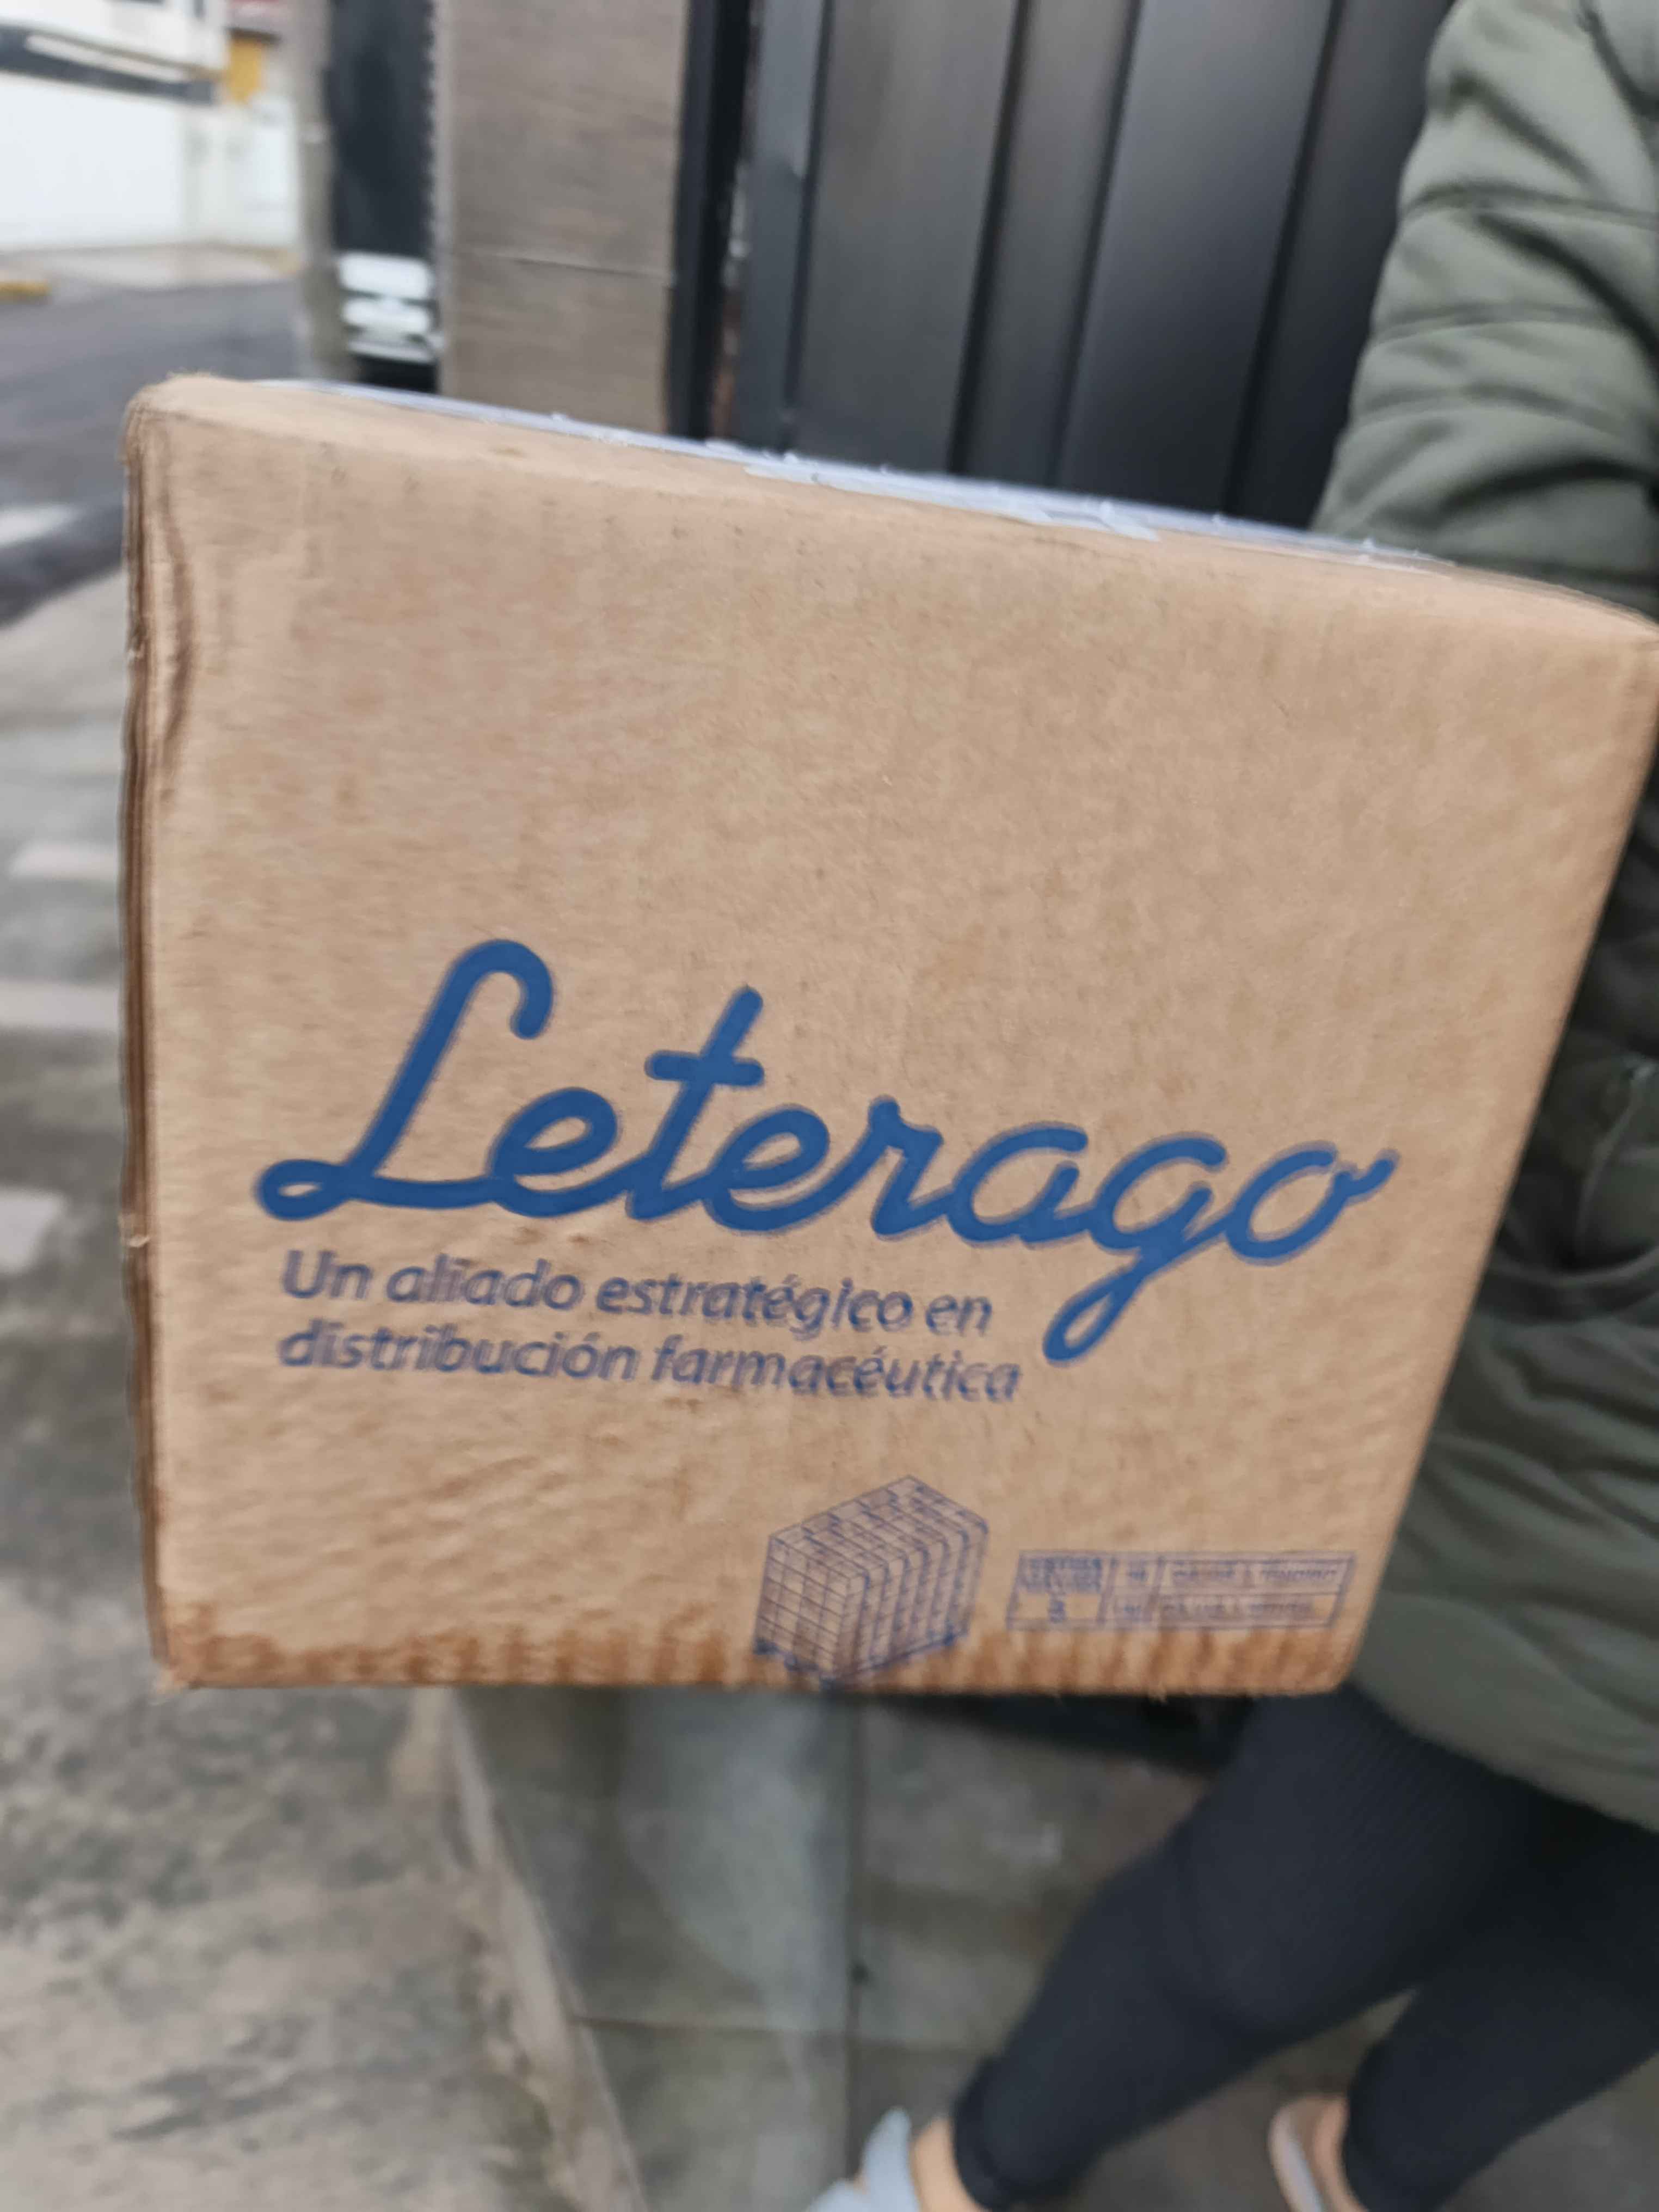 Leterago
Un aliado estratégico en
distribución farmacéutica